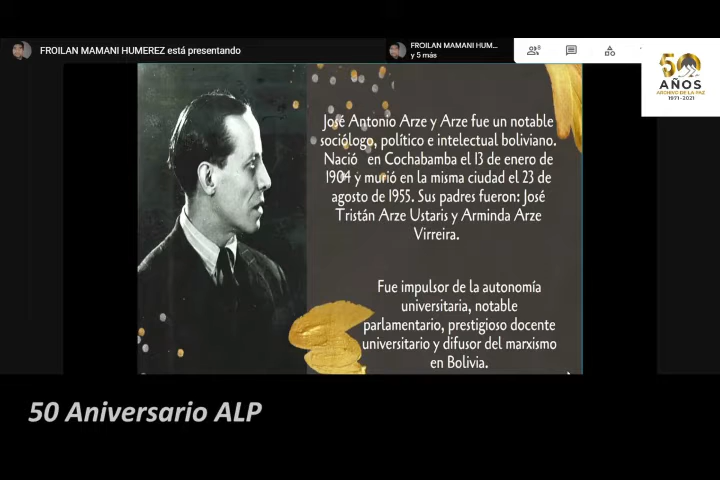 FROILAN MAMANI HUMEREZ está presentando
FROILAN MAMANI HUM...
y 5 más
50
AÑOS
ARCHIVO DE LA PAZ
1971-2021
José Antonio Arze y Arze fue un notable
sociólogo, político e intelectual boliviano.
Nació en Cochabamba el 13 de enero de
1904 y murió en la misma ciudad el 23 de
agosto de 1955. Sus padres fueron: José
Tristán Arze Ustaris y Arminda Arze
Virreira.
Fue impulsor de la autonomía
universitaria, notable
parlamentario, prestigioso docente
universitario y difusor del marxismo
en Bolivia.
50 Aniversario ALP